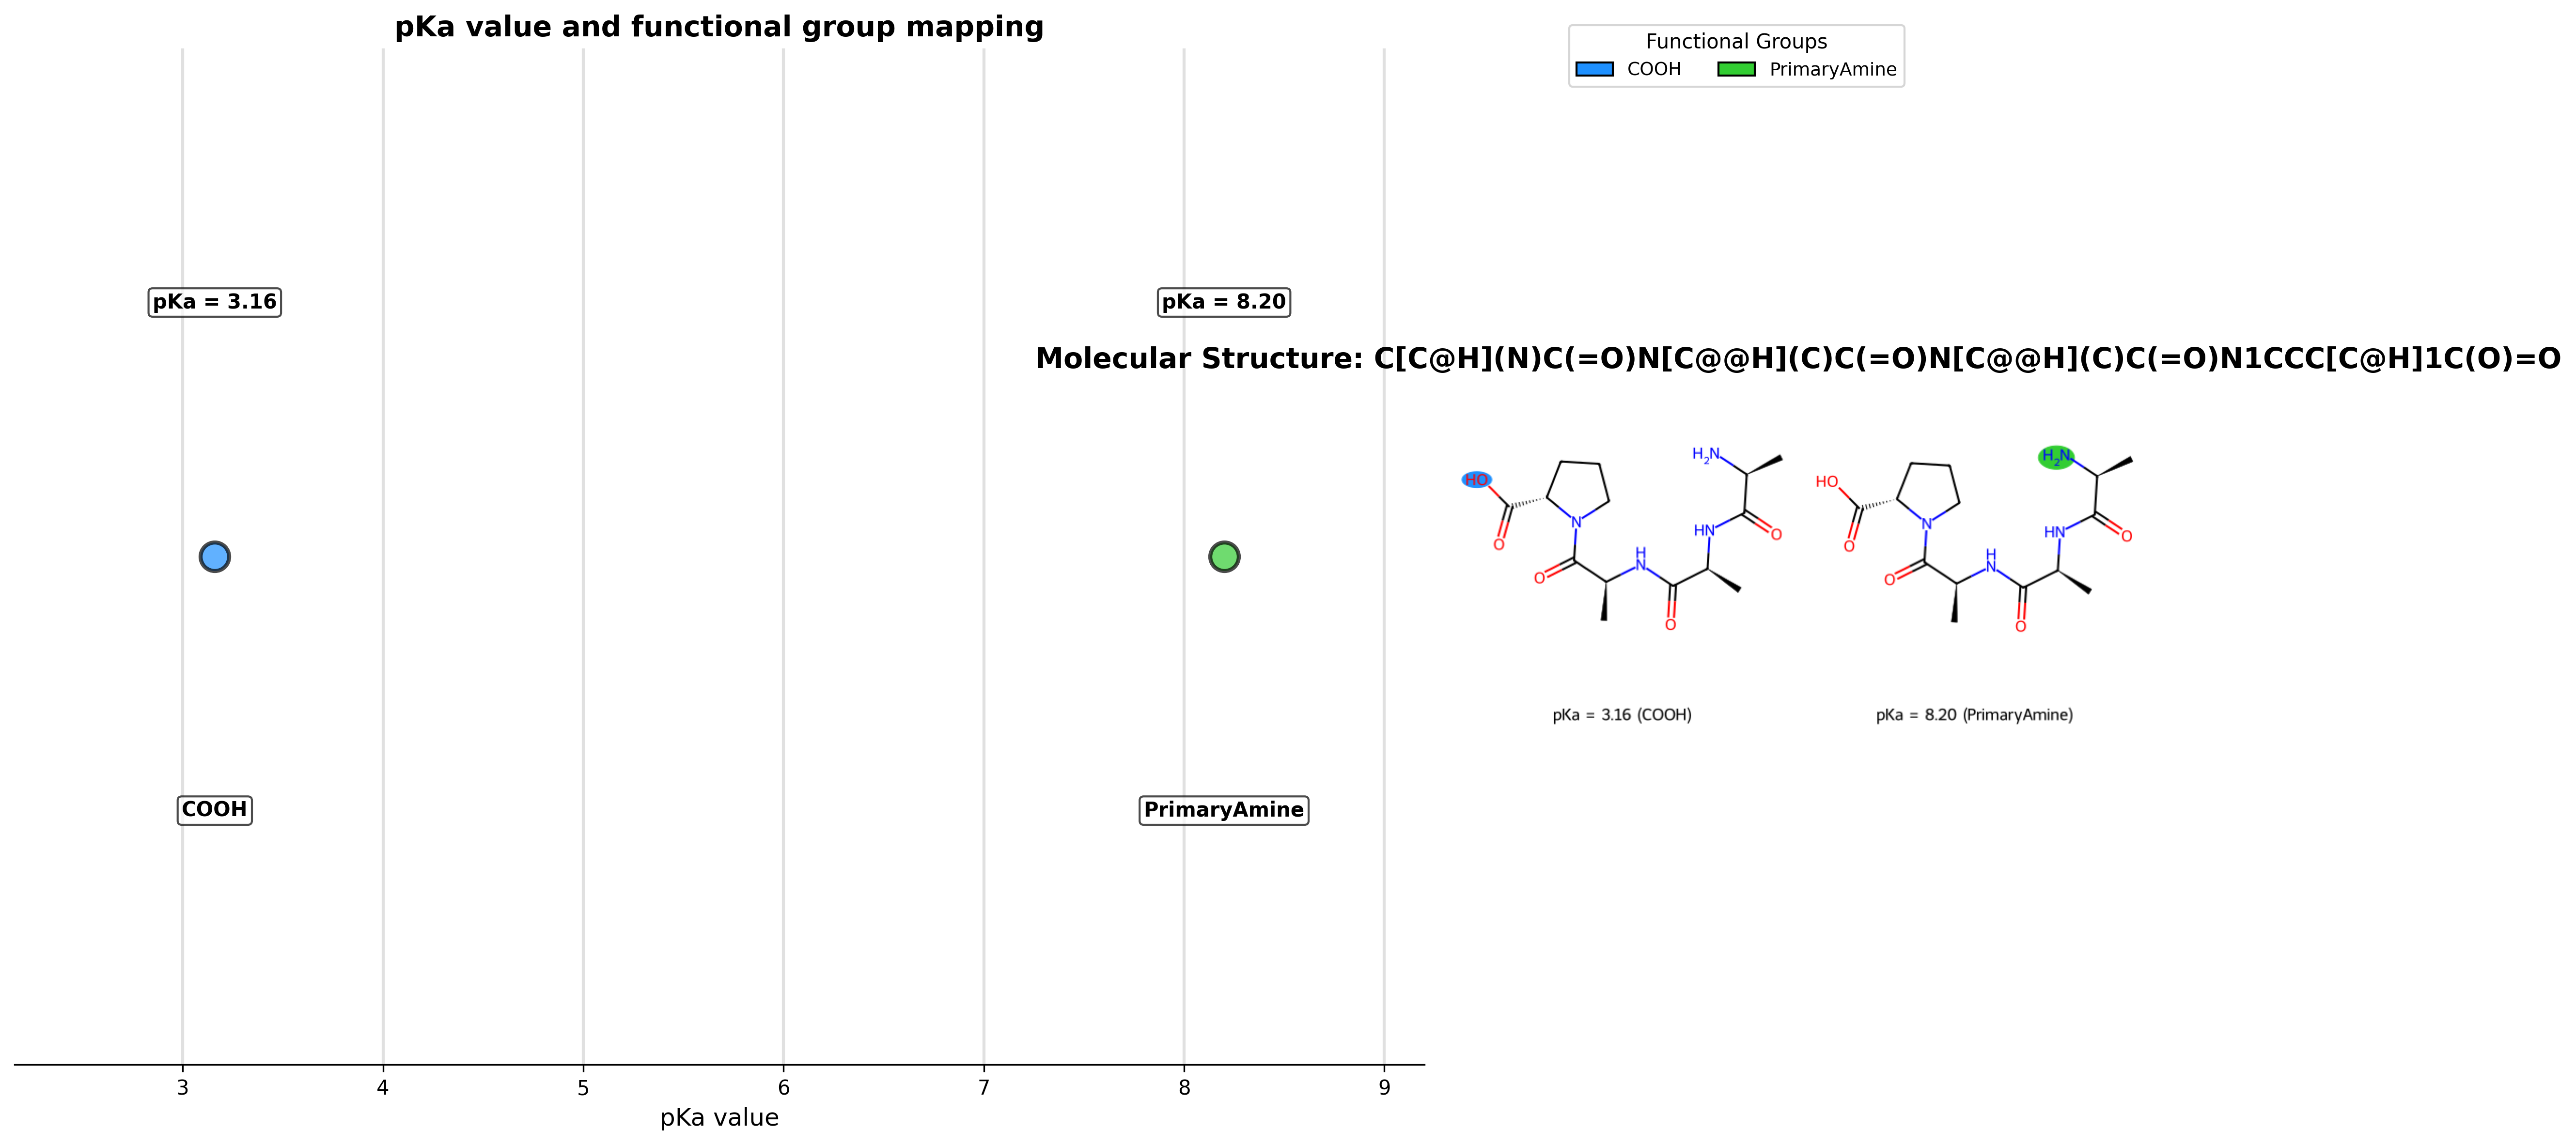 pKa value and functional group mapping
Functional Groups
COOH PrimaryAmine
pKa = 3.16 pKa = 8.20
Molecular Structure: C[C@H](N)C(=O)N[C@@H](C)C(=O)N[C@@H](C)C(=O)N1CCC[C@H]1C(O)=O
H2N
HO
N
HN
O
H
N
O
O
O
H2N
HO
N
HN
O
H
N
O
O
O
pKa = 3.16 (COOH) pKa = 8.20 (PrimaryAmine)
COOH PrimaryAmine
3 4 5 6 7 8 9
pKa value